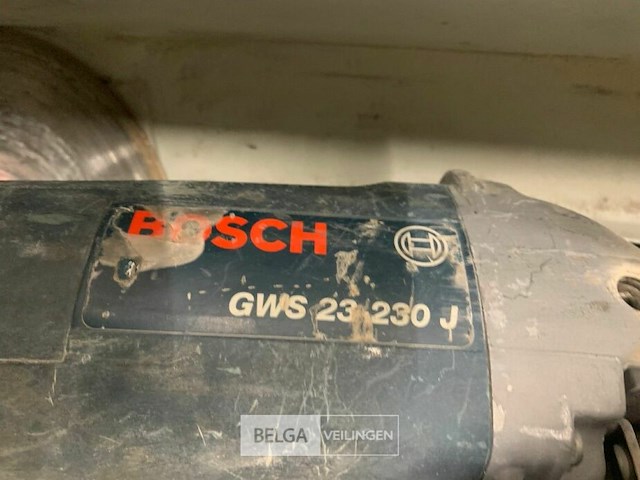 BOSCH
GWS 23-230 J
BELGA VEILINGEN